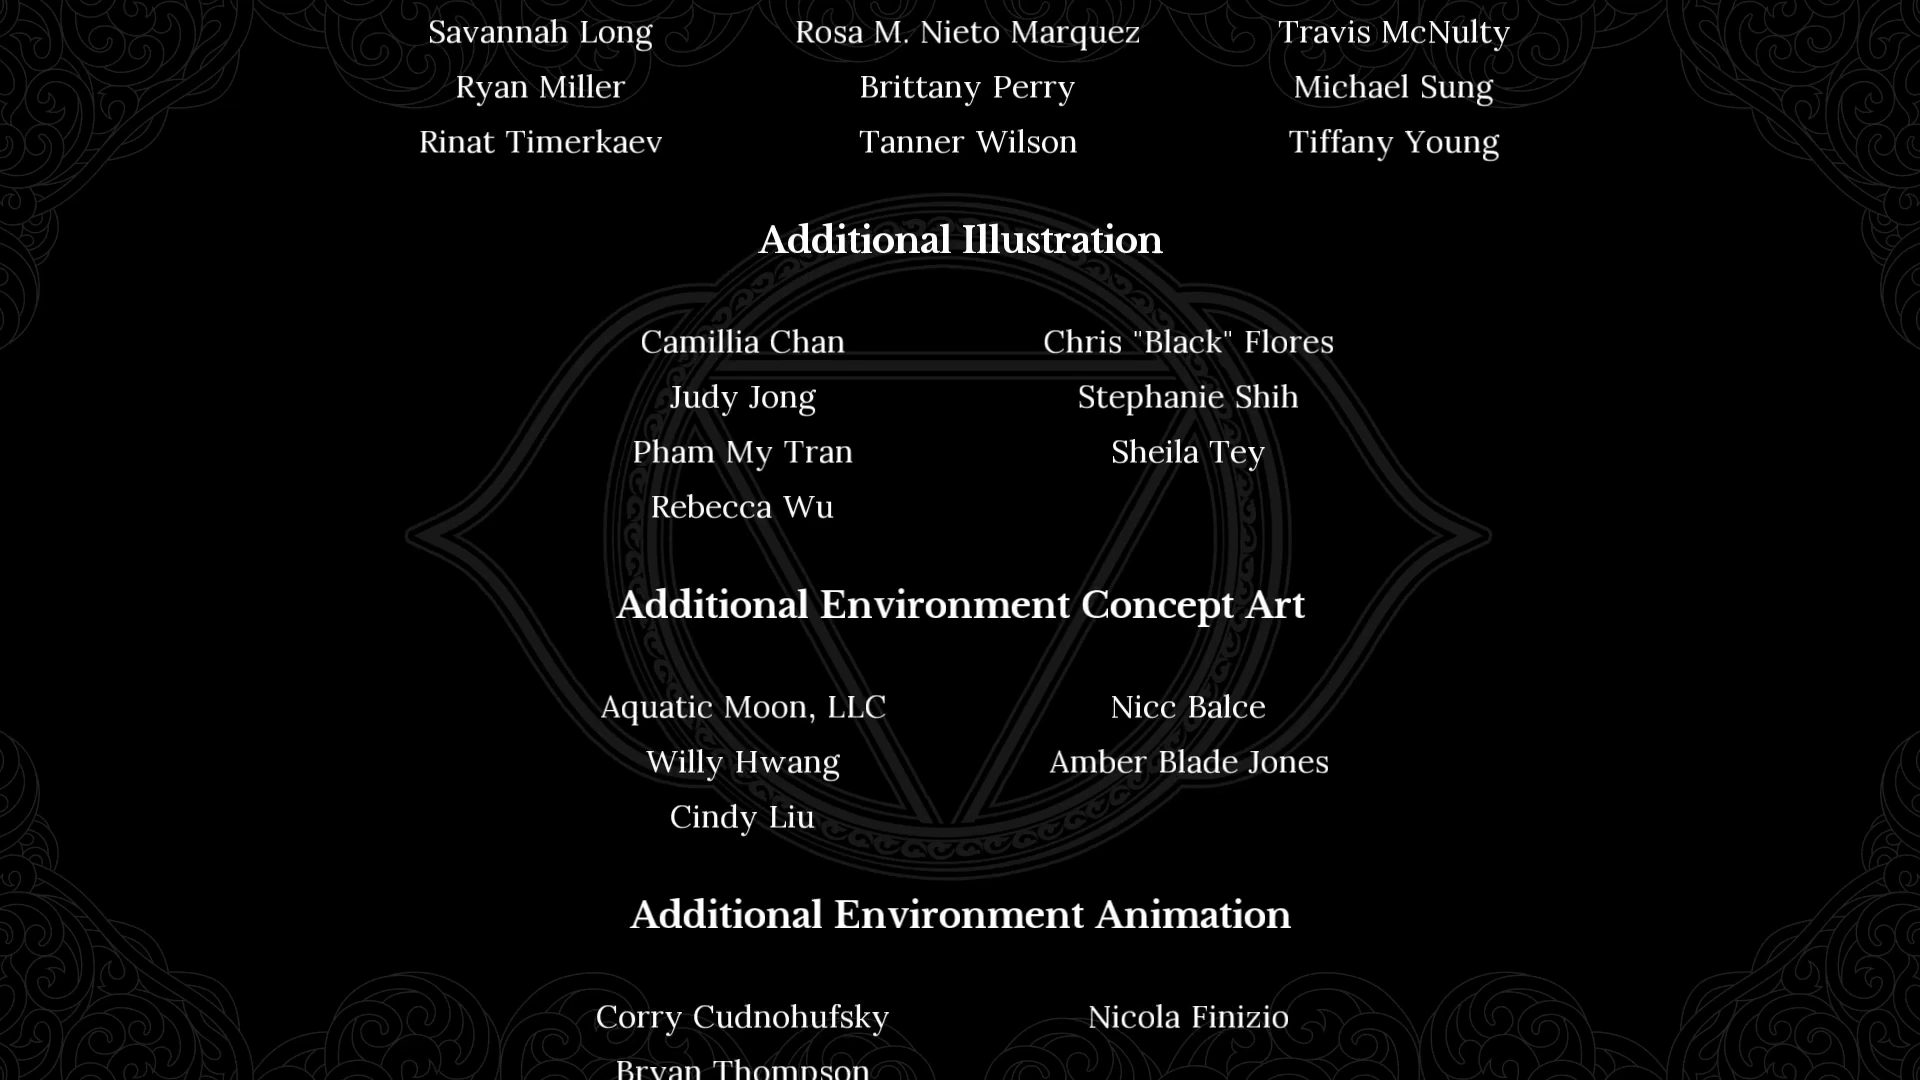 Savannah Long Rosa M. Nieto Marquez Travis McNulty
Ryan Miller Brittany Perry Michael Sung
Rinat Timerkaev Tanner Wilson Tiffany Young
Additional Illustration
Camillia Chan Chris "Black" Flores
Judy Jong Stephanie Shih
Pham My Tran Sheila Tey
Rebecca Wu
Additional Environment Concept Art
Aquatic Moon, LLC Nicc Balce
Willy Hwang Amber Blade Jones
Cindy Liu
Additional Environment Animation
Corry Cudnohufsky Nicola Finizio
Bryan Thompson